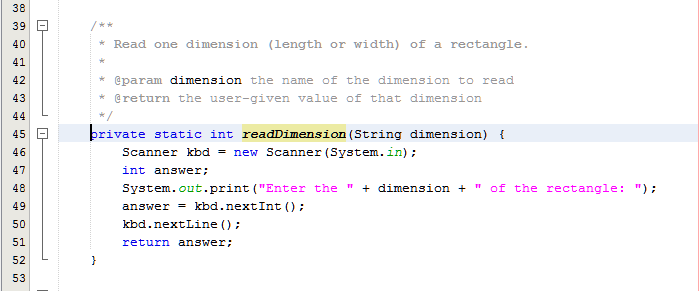 38
39 /**
40 * Read one dimension (length or width) of a rectangle.
41 *
42 * @param dimension the name of the dimension to read
43 * @return the user-given value of that dimension
44 */
45 private static int readDimension(String dimension) {
46 Scanner kbd = new Scanner(System.in);
47 int answer;
48 System.out.print("Enter the " + dimension + " of the rectangle: ");
49 answer = kbd.nextInt();
50 kbd.nextLine();
51 return answer;
52 }
53